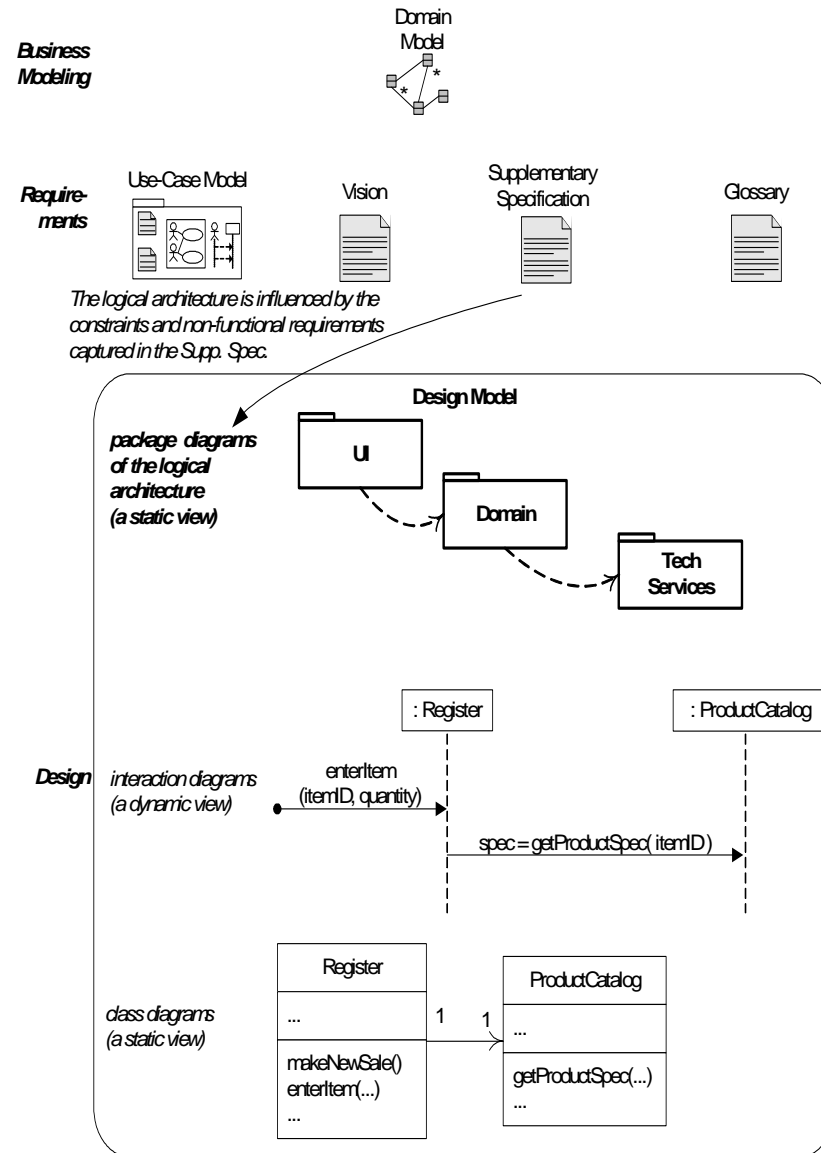 Domain
Model
*
*
Business
Modeling
Use-Case Model
Vision
Supplementary
Specification
Glossary
Require-
ments
The logical architecture is influenced by the
constraints and non-functional requirements
captured in the Supp. Spec.
Design Model
package diagrams
of the logical
architecture
(a static view)
UI
Domain
Tech
Services
: Register
: ProductCatalog
Design
interaction diagrams
(a dynamic view)
enterItem
(itemID, quantity)
spec = getProductSpec( itemID )
class diagrams
(a static view)
Register
...
makeNewSale()
enterItem(...)
...
1
1
ProductCatalog
...
getProductSpec(...)
...